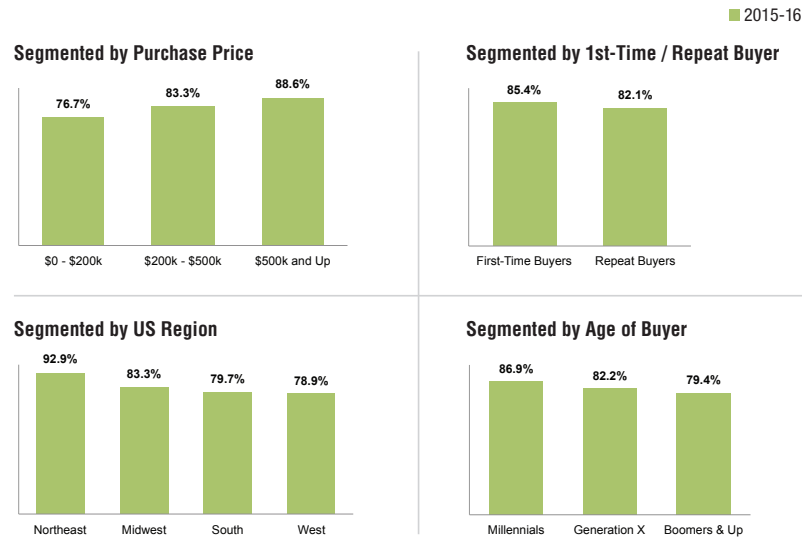 2015-16
Segmented by Purchase Price
76.7%
83.3%
88.6%
$0 - $200k
$200k - $500k
$500k and Up
Segmented by 1st-Time / Repeat Buyer
85.4%
82.1%
First-Time Buyers
Repeat Buyers
Segmented by US Region
92.9%
83.3%
79.7%
78.9%
Northeast
Midwest
South
West
Segmented by Age of Buyer
86.9%
82.2%
79.4%
Millennials
Generation X
Boomers & Up